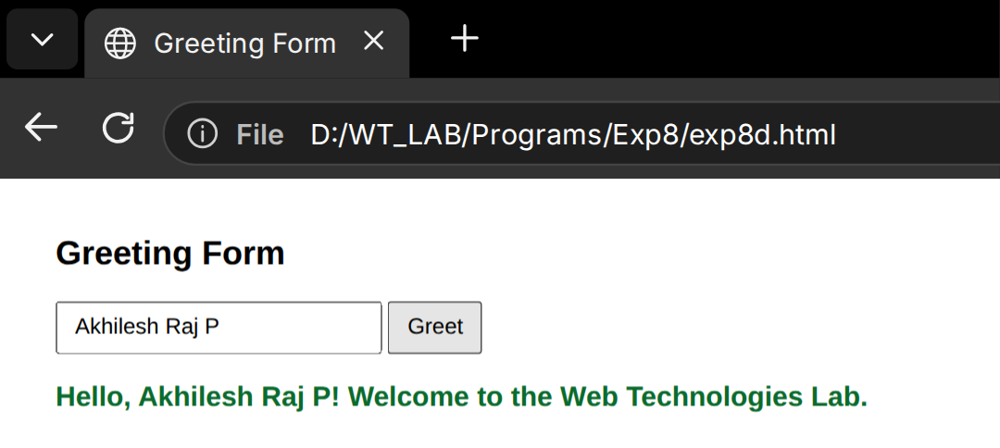 Greeting Form
File D:/WT_LAB/Programs/Exp8/exp8d.html
Greeting Form
Akhilesh Raj P Greet
Hello, Akhilesh Raj P! Welcome to the Web Technologies Lab.